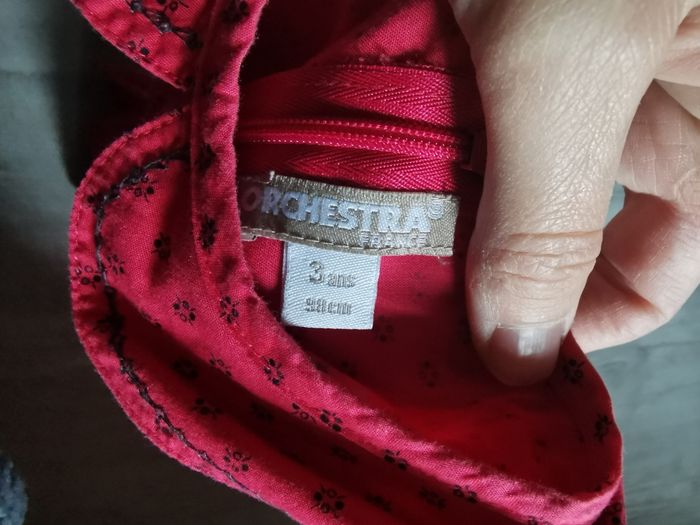 ORCHESTRA®
FRANCE
3 ans
98cm